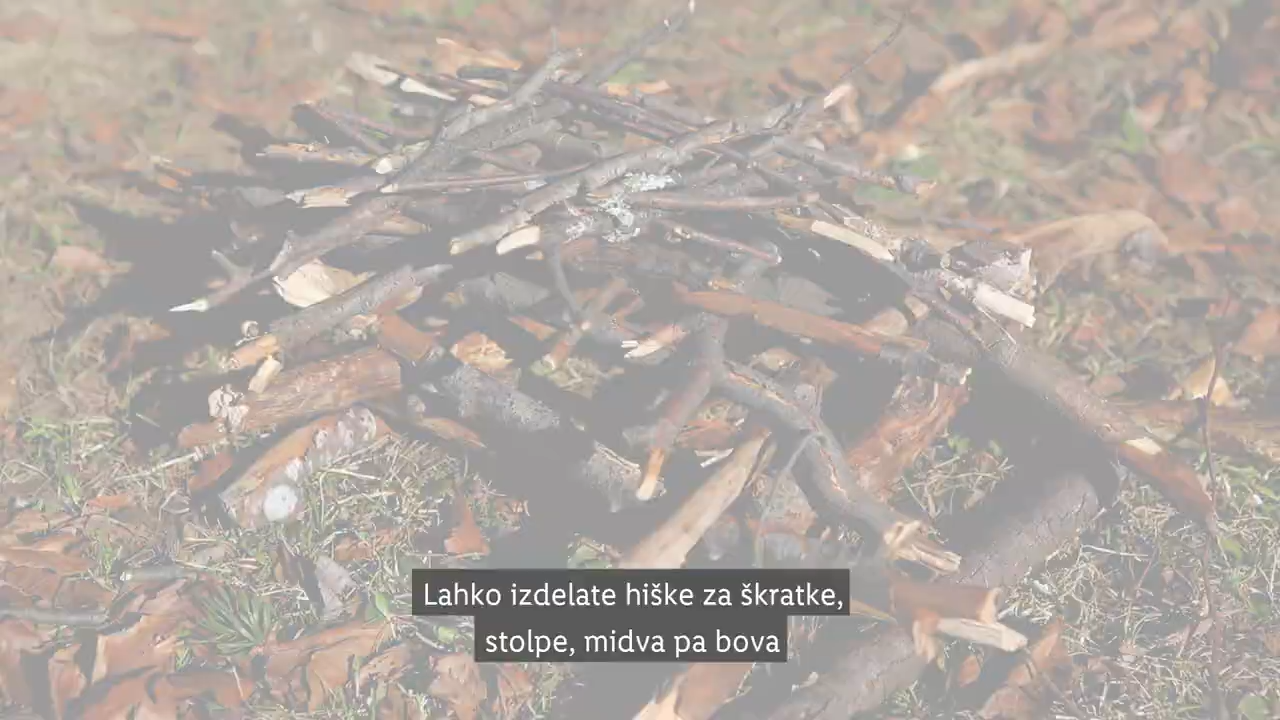 Lahko izdelate hiške za škratke,
stolpe, midva pa bova